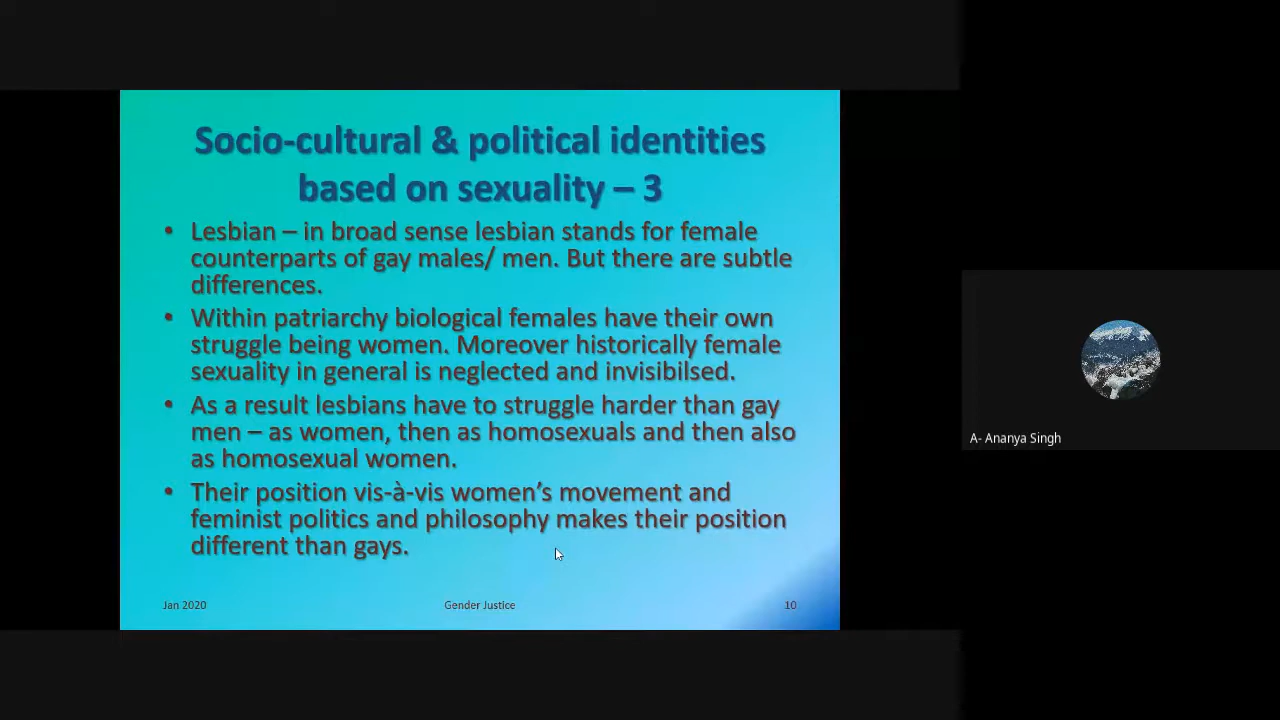 Socio-cultural & political identities
based on sexuality – 3
• Lesbian – in broad sense lesbian stands for female
counterparts of gay males/ men. But there are subtle
differences.
• Within patriarchy biological females have their own
struggle being women. Moreover historically female
sexuality in general is neglected and invisibilsed.
• As a result lesbians have to struggle harder than gay
men – as women, then as homosexuals and then also
as homosexual women.
• Their position vis-à-vis women’s movement and
feminist politics and philosophy makes their position
different than gays.
Jan 2020 Gender Justice 10
A- Ananya Singh